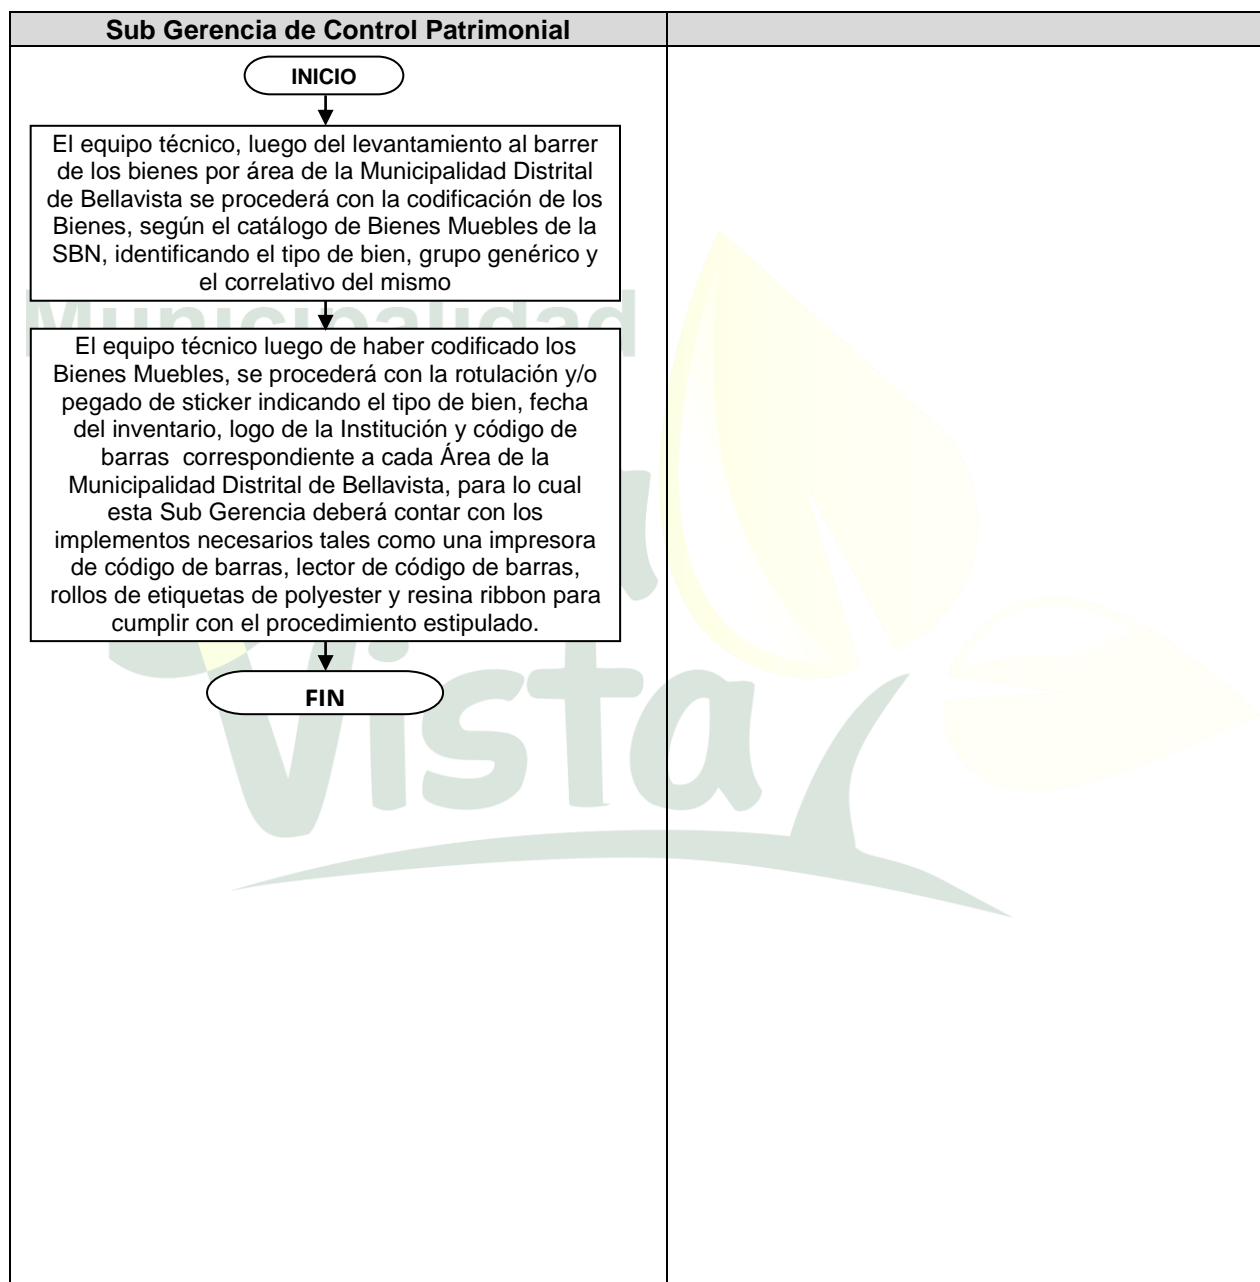 Sub Gerencia de Control Patrimonial
INICIO
El equipo técnico, luego del levantamiento al barrer
de los bienes por área de la Municipalidad Distrital
de Bellavista se procederá con la codificación de los
Bienes, según el catálogo de Bienes Muebles de la
SBN, identificando el tipo de bien, grupo genérico y
el correlativo del mismo
Municipalidad
El equipo técnico luego de haber codificado los
Bienes Muebles, se procederá con la rotulación y/o
pegado de sticker indicando el tipo de bien, fecha
del inventario, logo de la Institución y código de
barras  correspondiente a cada Área de la
Municipalidad Distrital de Bellavista, para lo cual
esta Sub Gerencia deberá contar con los
implementos necesarios tales como una impresora
de código de barras, lector de código de barras,
rollos de etiquetas de polyester y resina ribbon para
cumplir con el procedimiento estipulado.
FIN
Vista